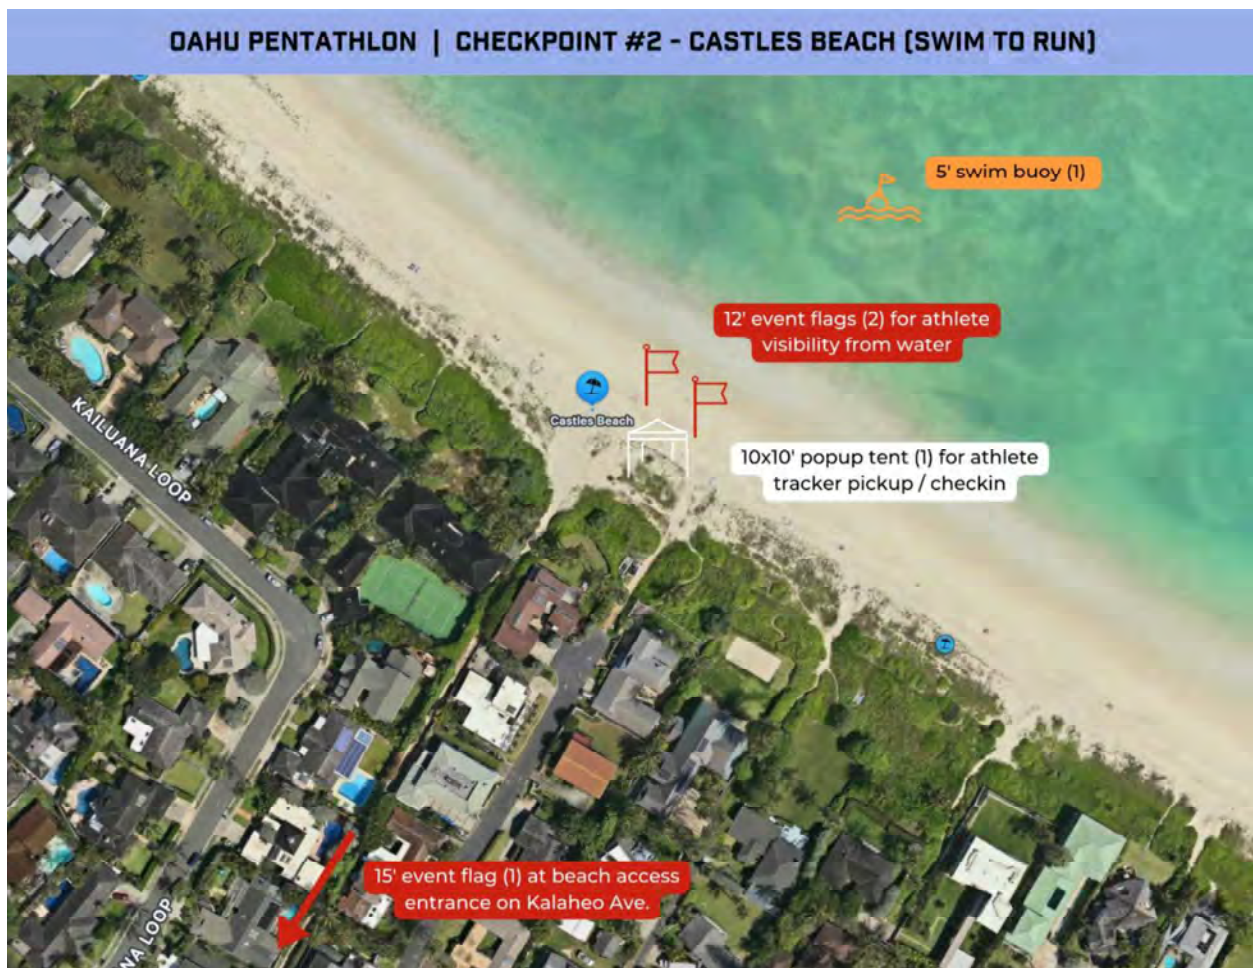 OAHU PENTATHLON | CHECKPOINT #2 - CASTLES BEACH (SWIM TO RUN)
5' swim buoy (1)
12' event flags (2) for athlete
visibility from water
Castles Beach
KAILUANA LOOP
10x10' popup tent (1) for athlete
tracker pickup / checkin
15' event flag (1) at beach access
entrance on Kalaheo Ave.
NA LOOP